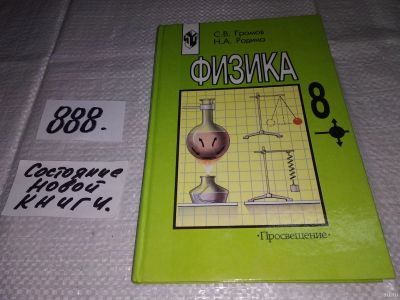 С.В. Громов
Н.А. Родина
ФИЗИКА
8
888.
Состояние
новой
книги.
·Просвещение·